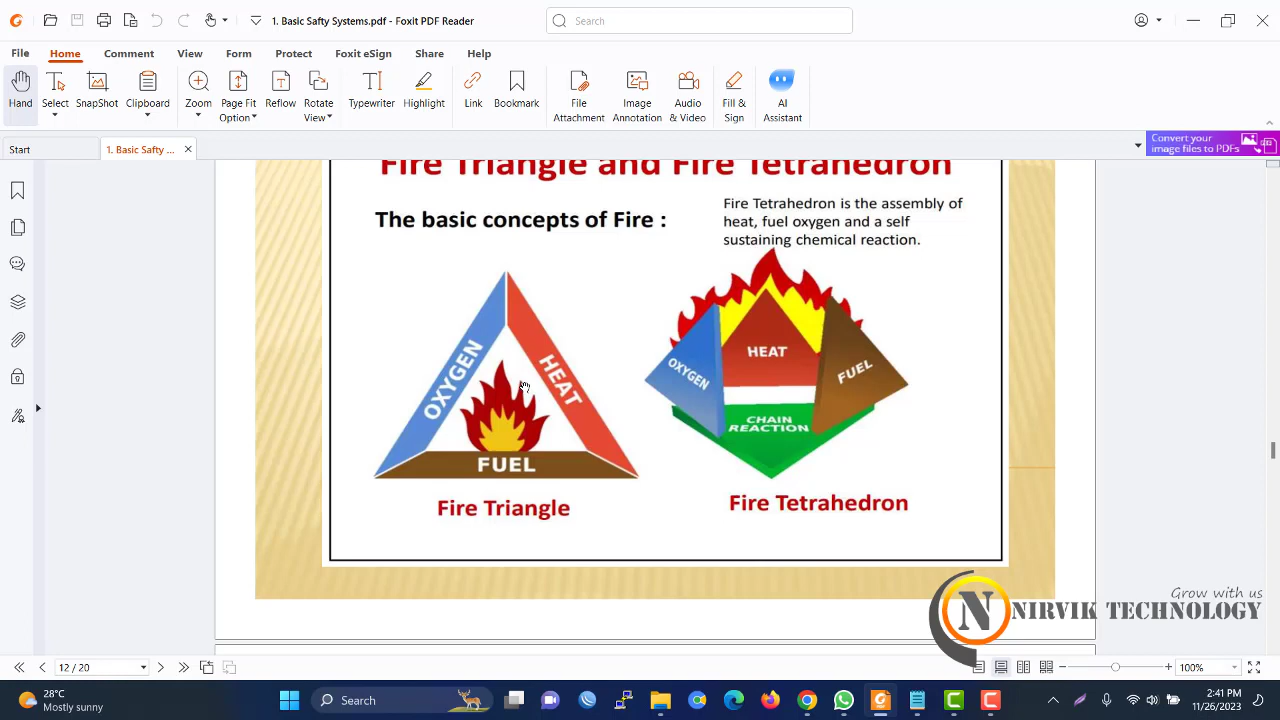 1. Basic Safty Systems.pdf - Foxit PDF Reader
Search
File Home Comment View Form Protect Foxit eSign Share Help
Hand Select SnapShot Clipboard Zoom Page Fit Option Reflow Rotate View Typewriter Highlight Link Bookmark File Attachment Image Annotation Audio & Video Fill & Sign AI Assistant
Start
1. Basic Safty ...
Convert your
image files to PDFs
Fire Triangle and Fire Tetrahedron
The basic concepts of Fire :
Fire Tetrahedron is the assembly of
heat, fuel oxygen and a self
sustaining chemical reaction.
OXYGEN
HEAT
FUEL
Fire Triangle
OXYGEN
HEAT
FUEL
CHAIN
REACTION
Fire Tetrahedron
Grow with us
N
NIRVIK TECHNOLOGY
12 / 20
100%
28°C
Mostly sunny
Search
2:41 PM
11/26/2023